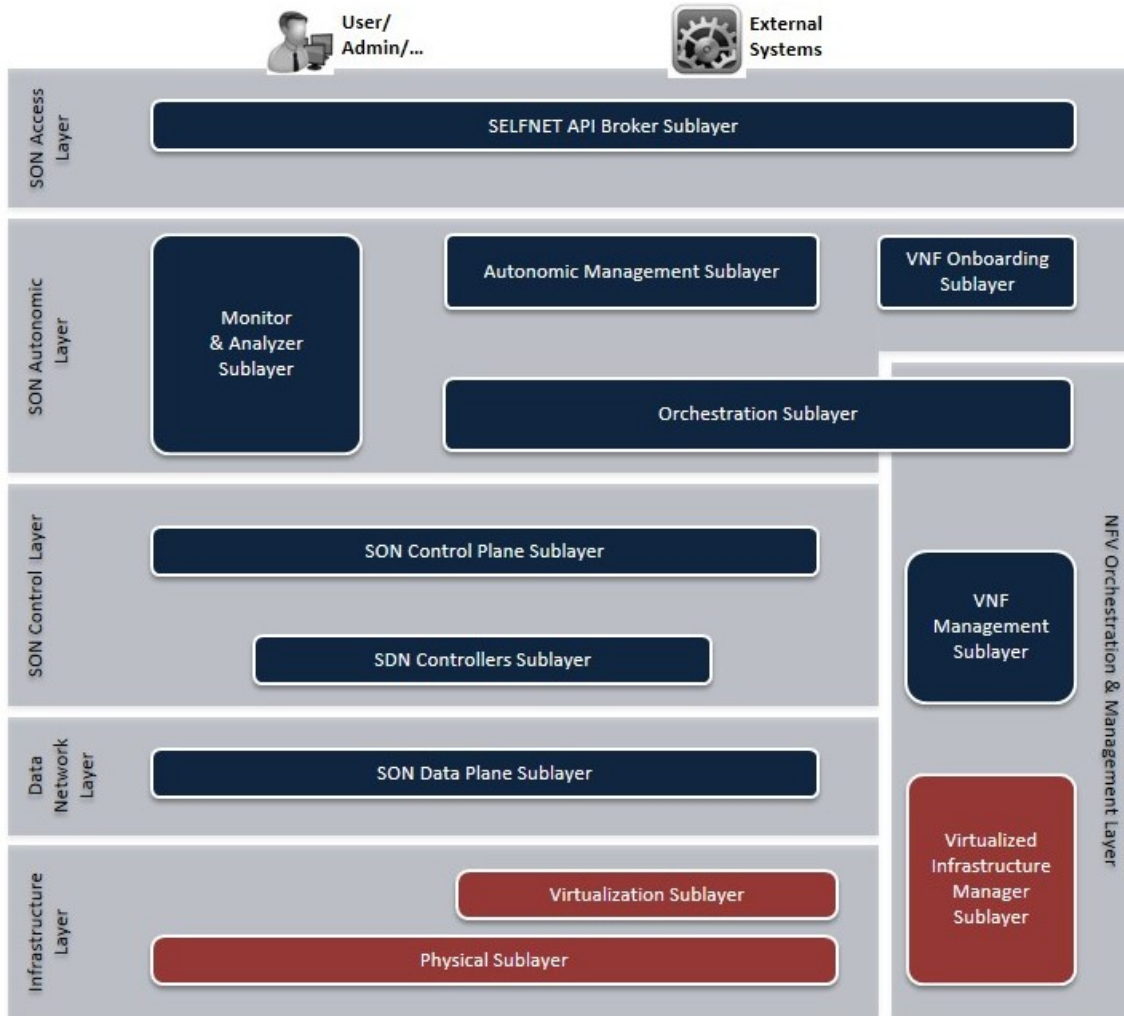 User/
Admin/...
External
Systems
SON Access
Layer
SELFNET API Broker Sublayer
SON Autonomic
Layer
Monitor
& Analyzer
Sublayer
Autonomic Management Sublayer
VNF Onboarding
Sublayer
Orchestration Sublayer
SON Control Layer
SON Control Plane Sublayer
SDN Controllers Sublayer
VNF
Management
Sublayer
NFV Orchestration & Management Layer
Data
Network
Layer
SON Data Plane Sublayer
Virtualized
Infrastructure
Manager
Sublayer
Infrastructure
Layer
Virtualization Sublayer
Physical Sublayer